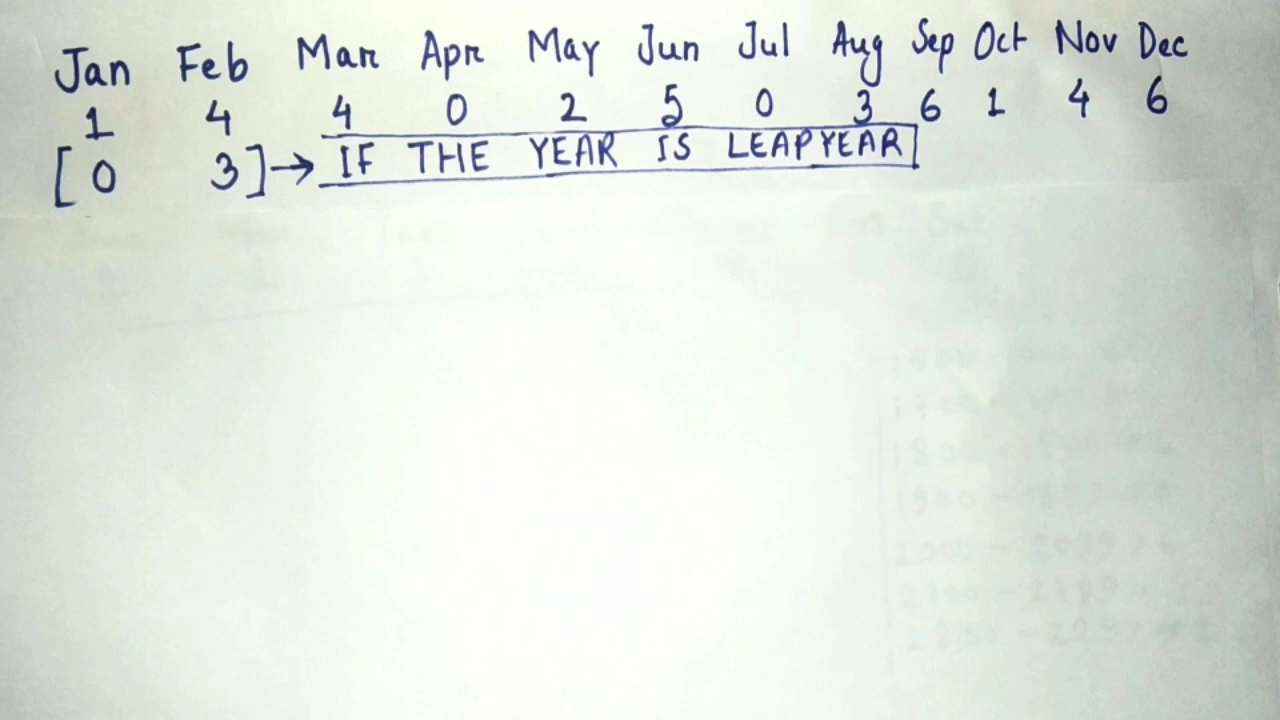 Jan Feb Mar Apr May Jun Jul Aug Sep Oct Nov Dec
1 4 4 0 2 5 0 3 6 1 4 6
[ 0 3 ] → IF THE YEAR IS LEAPYEAR